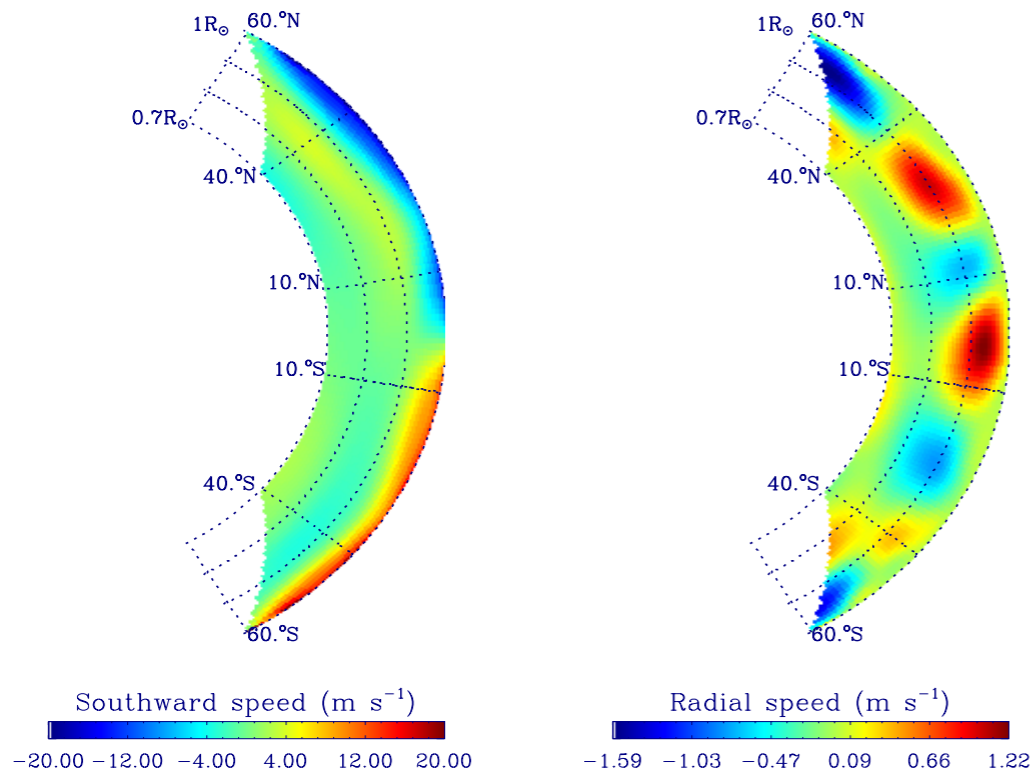 1R☉ 60.°N
0.7R☉
40.°N
10.°N
10.°S
40.°S
60.°S
Southward speed (m s⁻¹)
−20.00 −12.00 −4.00 4.00 12.00 20.00
1R☉ 60.°N
0.7R☉
40.°N
10.°N
10.°S
40.°S
60.°S
Radial speed (m s⁻¹)
−1.59 −1.03 −0.47 0.09 0.66 1.22